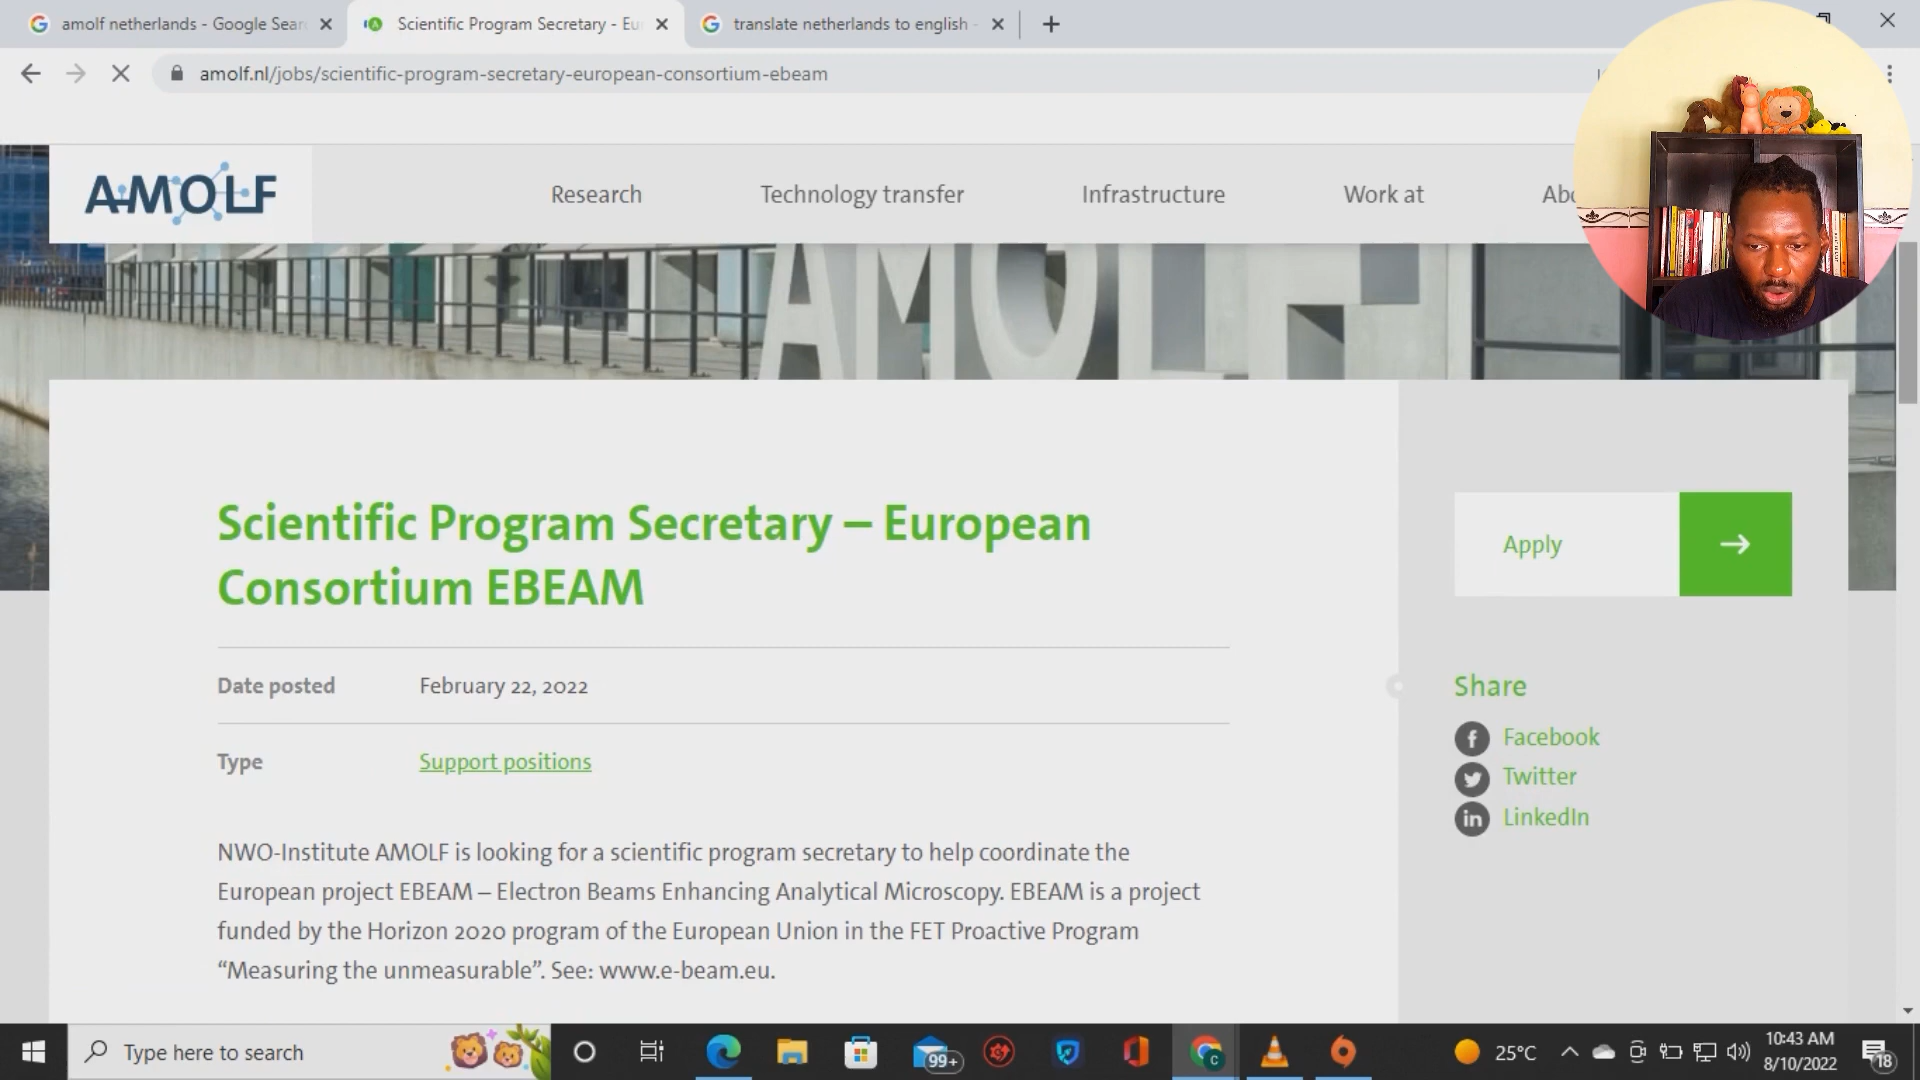 amolf netherlands - Google Sear
Scientific Program Secretary - Eu
translate netherlands to english -
amolf.nl/jobs/scientific-program-secretary-european-consortium-ebeam
AMOLF
Research
Technology transfer
Infrastructure
Work at
Abo
AMOLF
Scientific Program Secretary – European
Consortium EBEAM
Apply
Date posted
February 22, 2022
Type
Support positions
Share
Facebook
Twitter
LinkedIn
NWO-Institute AMOLF is looking for a scientific program secretary to help coordinate the
European project EBEAM – Electron Beams Enhancing Analytical Microscopy. EBEAM is a project
funded by the Horizon 2020 program of the European Union in the FET Proactive Program
“Measuring the unmeasurable”. See: www.e-beam.eu.
Type here to search
99+
C
25°C
10:43 AM
8/10/2022
18